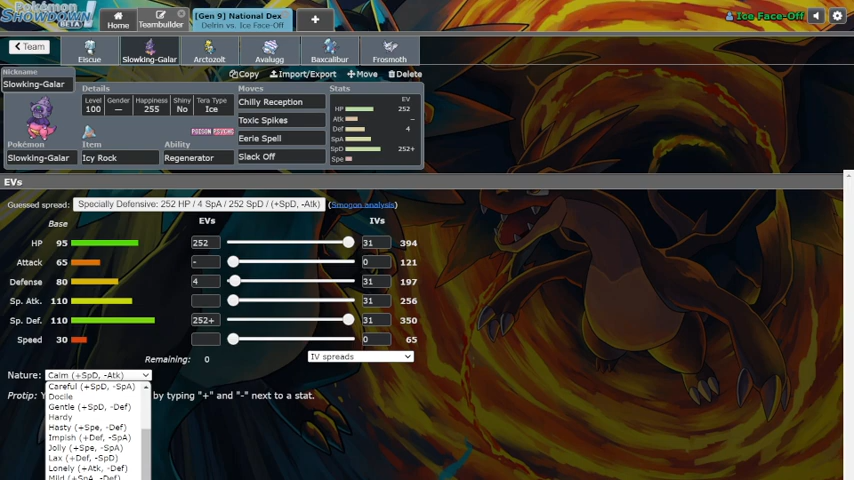 Pokémon
SHOWDOWN
BETA!
Home
Teambuilder
[Gen 9] National Dex
Delrin vs. Ice Face-Off
Ice Face-Off
Team
Eiscue
Slowking-Galar
Arctozolt
Avalugg
Baxcalibur
Frosmoth
Copy
Import/Export
Move
Delete
Nickname
Slowking-Galar
Details
Level
100
Gender
—
Happiness
255
Shiny
No
Tera Type
Ice
POISON PSYCHC
Pokémon
Slowking-Galar
Item
Icy Rock
Ability
Regenerator
Moves
Chilly Reception
Toxic Spikes
Eerie Spell
Slack Off
Stats
EV
HP 252
Atk –
Def 4
SpA
SpD 252+
Spe
EVs
Guessed spread: Specially Defensive: 252 HP / 4 SpA / 252 SpD / (+SpD, -Atk) (Smogon analysis)
Base EVs IVs
HP 95 252 31 394
Attack 65 - 0 121
Defense 80 4 31 197
Sp. Atk. 110 31 256
Sp. Def. 110 252+ 31 350
Speed 30 0 65
Remaining: 0
IV spreads
Nature: Calm (+SpD, -Atk)
Careful (+SpD, -SpA)
Docile
Gentle (+SpD, -Def)
Hardy
Hasty (+Spe, -Def)
Impish (+Def, -SpA)
Jolly (+Spe, -SpA)
Lax (+Def, -SpD)
Lonely (+Atk, -Def)
Mild (+SpA, -Def)
Protip: Y
by typing "+" and "-" next to a stat.